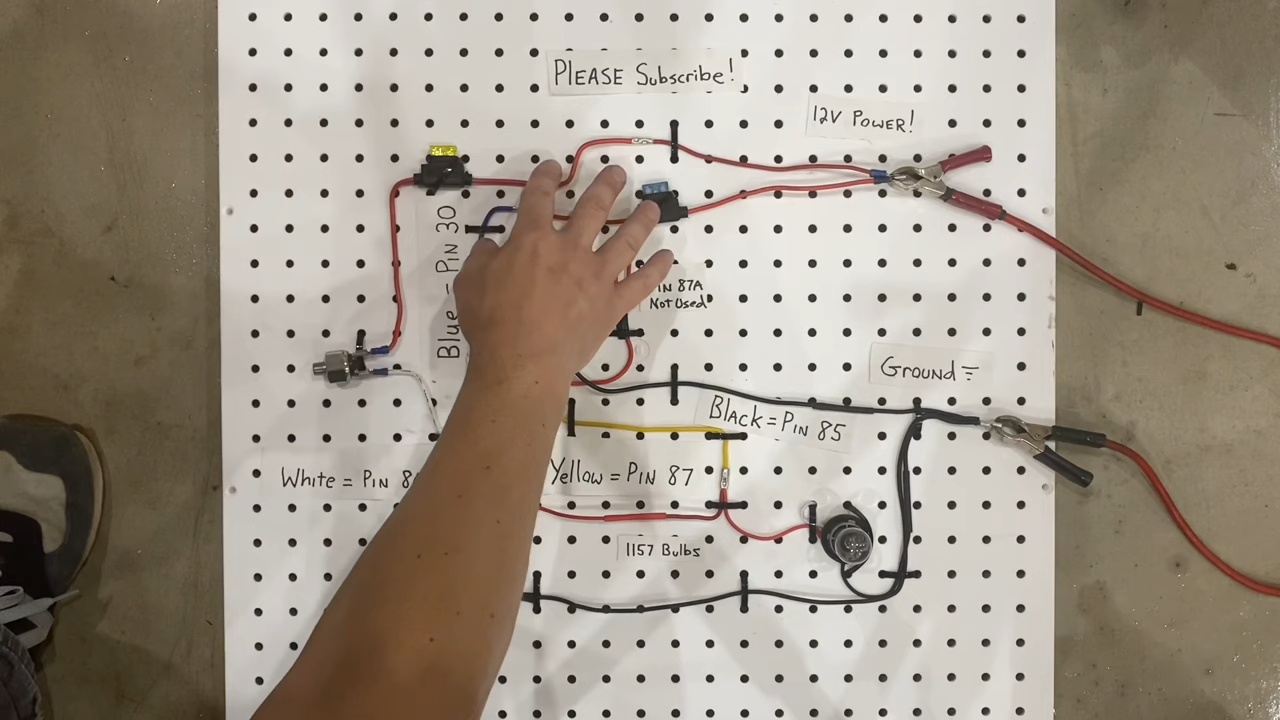 PLEASE Subscribe!
12V POWER!
Blue - PIN 30
87A
Not Used
Ground
Black = PIN 85
White = PIN
Yellow = PIN 87
1157 Bulbs